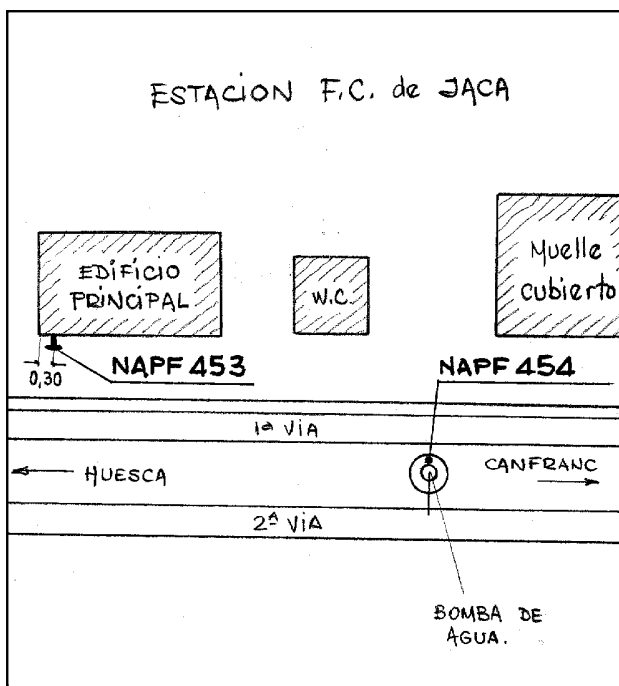 ESTACION F.C. de JACA
EDIFICIO
PRINCIPAL
W.C.
Muelle
cubierto
0,30
NAPF 453
NAPF 454
1ª VIA
HUESCA
CANFRANC
2ª VIA
BOMBA DE
AGUA.